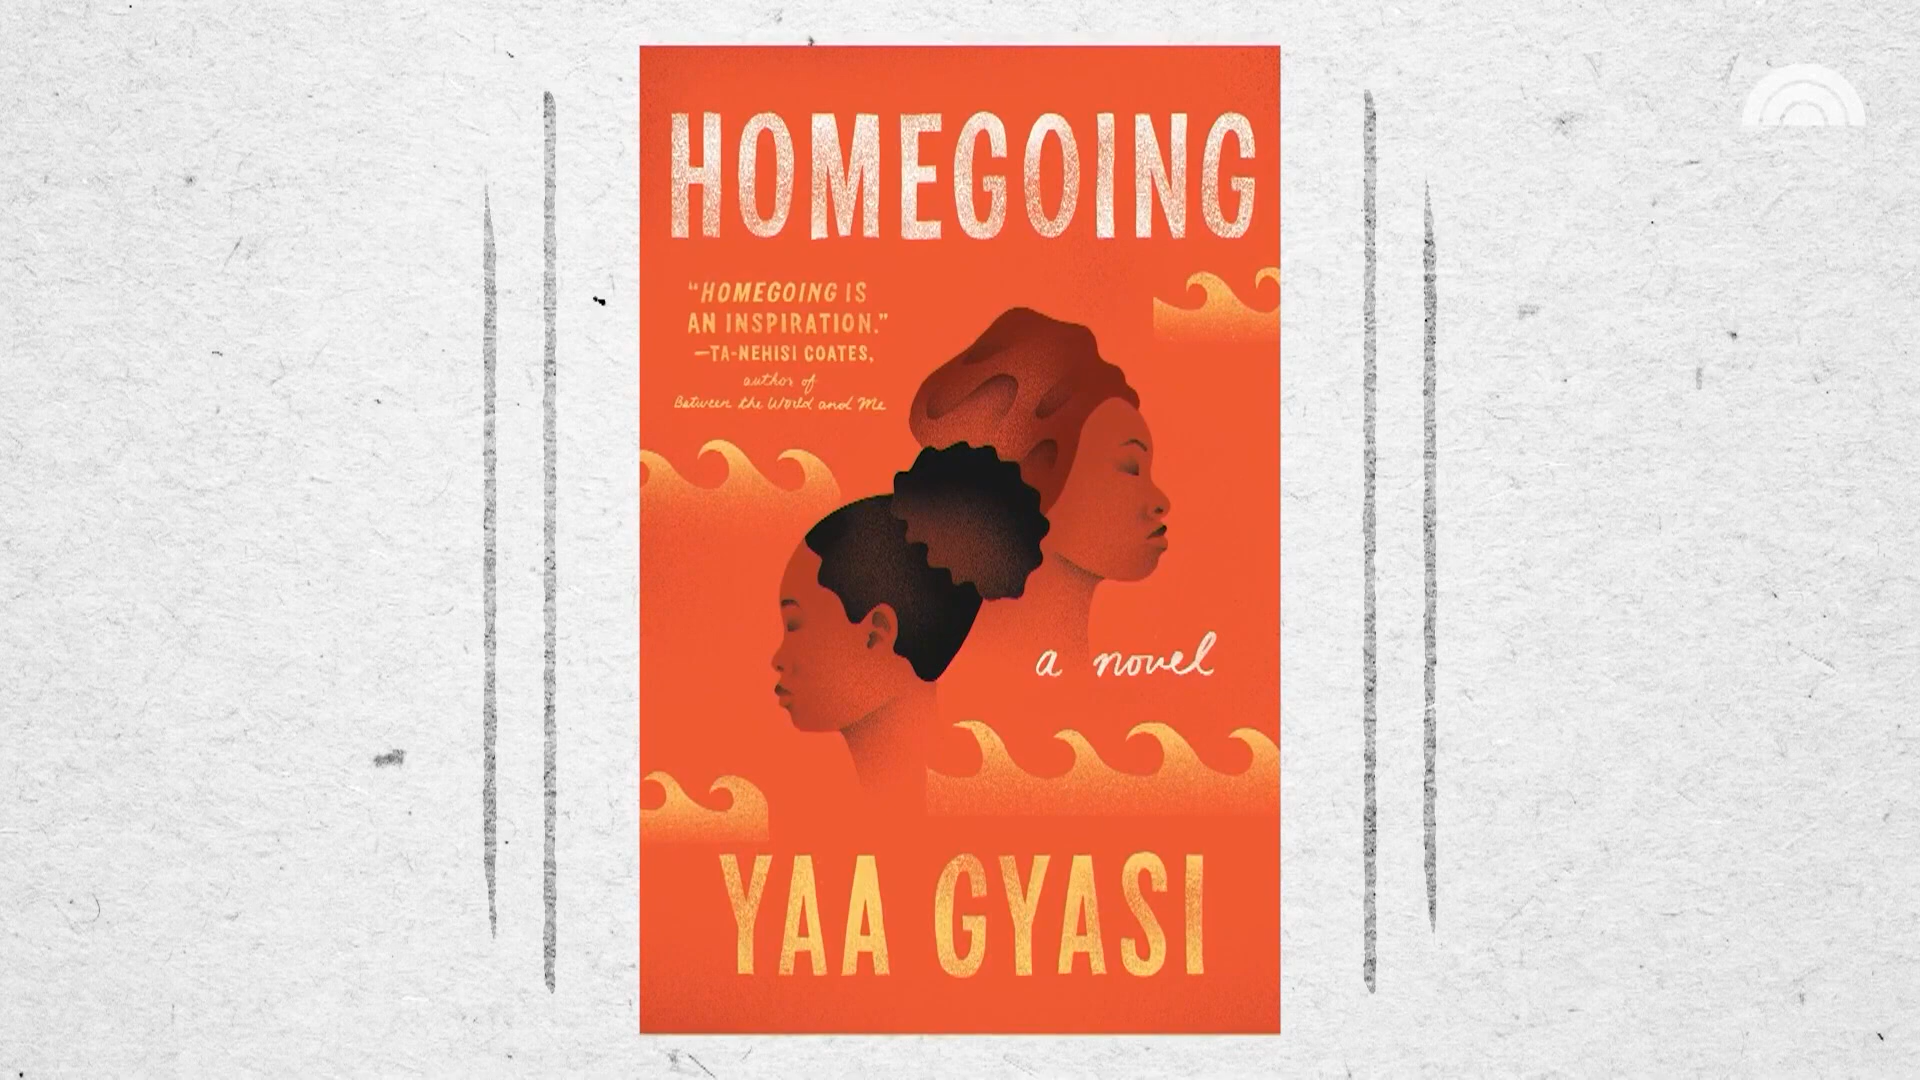 HOMEGOING
“HOMEGOING IS
AN INSPIRATION.”
—TA-NEHISI COATES,
author of
Between the World and Me
a novel
YAA GYASI